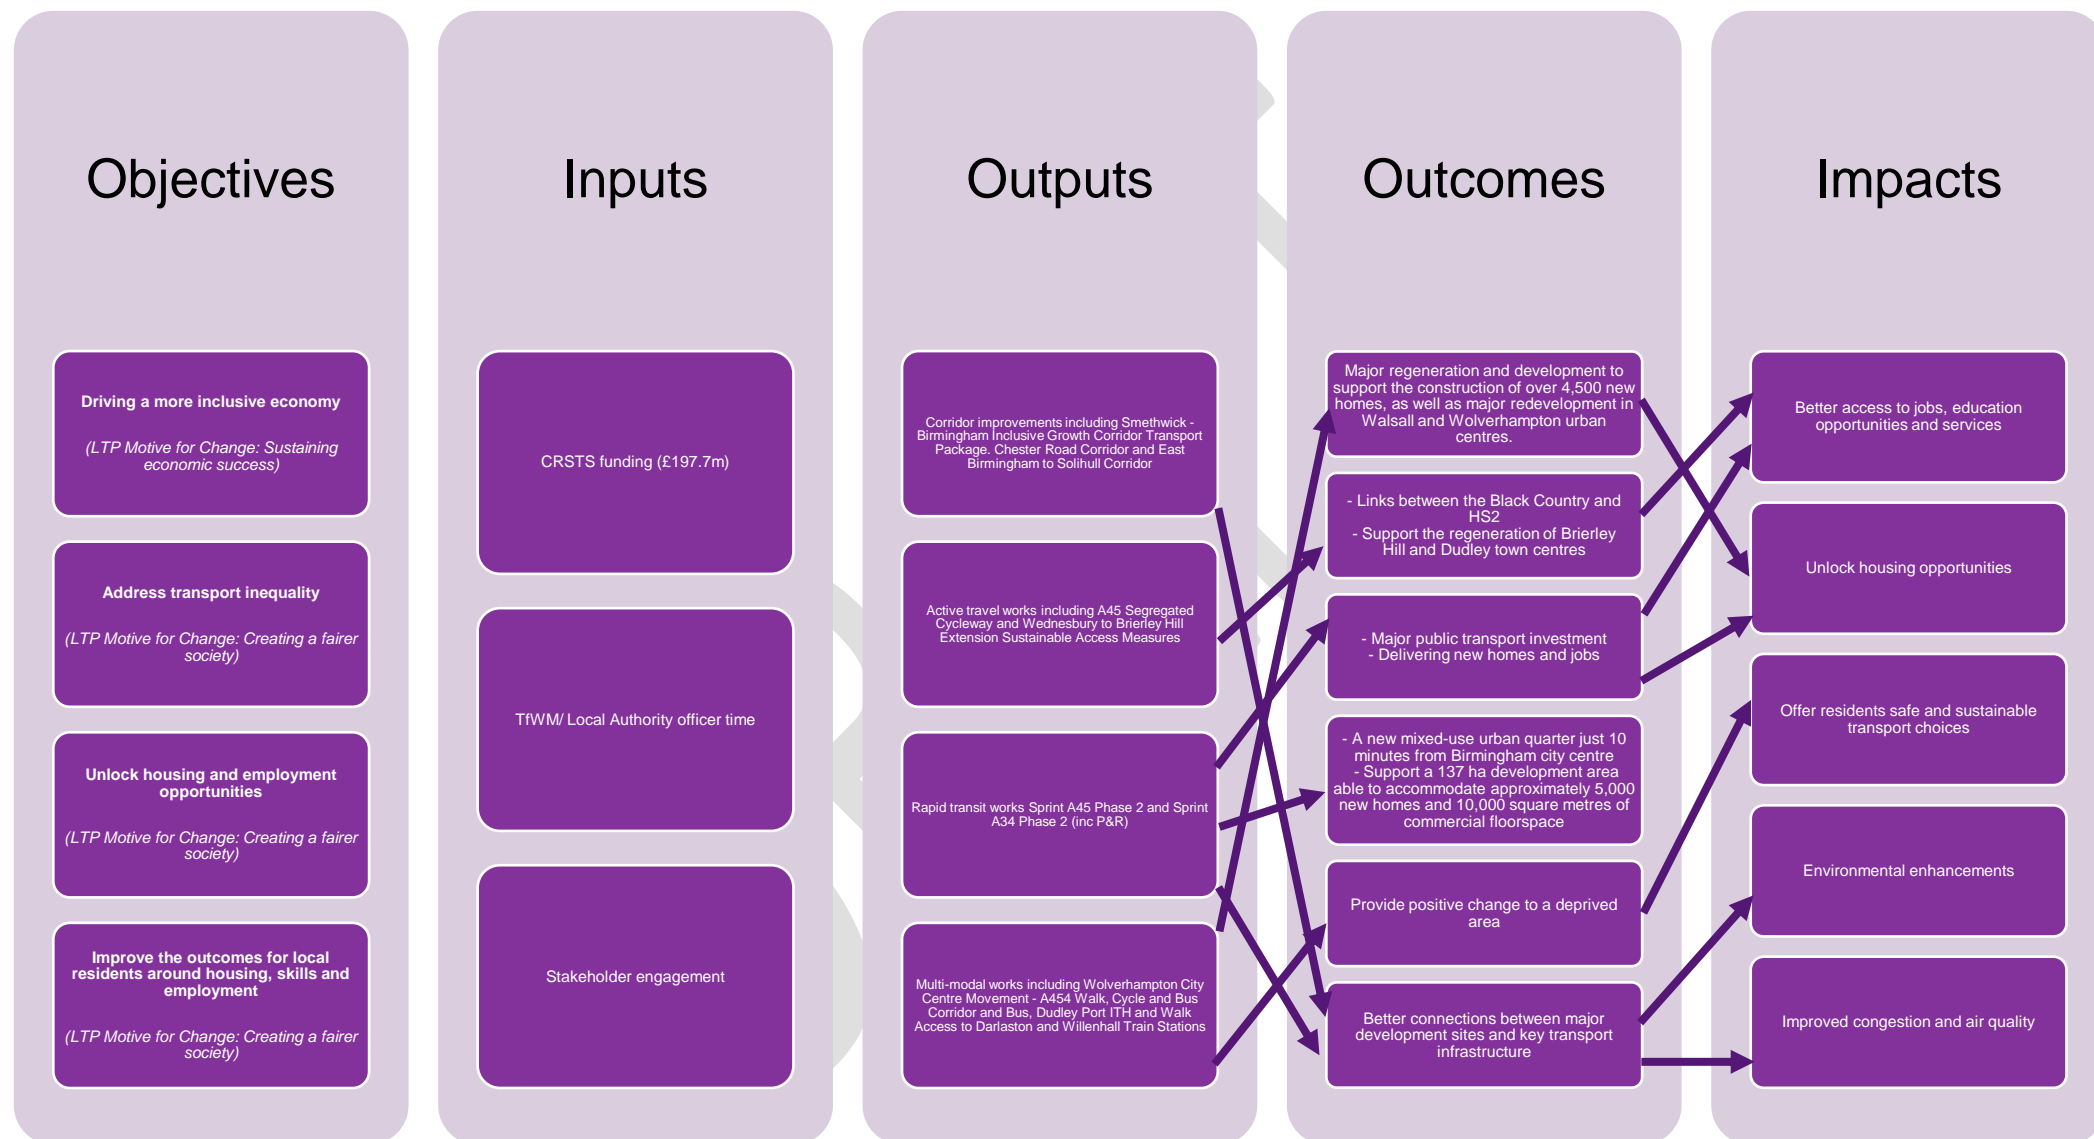 Objectives
Driving a more inclusive economy
(LTP Motive for Change: Sustaining
economic success)
Address transport inequality
(LTP Motive for Change: Creating a fairer
society)
Unlock housing and employment
opportunities
(LTP Motive for Change: Creating a fairer
society)
Improve the outcomes for local
residents around housing, skills and
employment
(LTP Motive for Change: Creating a fairer
society)
Inputs
CRSTS funding (£197.7m)
TfWM/ Local Authority officer time
Stakeholder engagement
Outputs
Corridor improvements including Smethwick -
Birmingham Inclusive Growth Corridor Transport
Package. Chester Road Corridor and East
Birmingham to Solihull Corridor
Active travel works including A45 Segregated
Cycleway and Wednesbury to Brierley Hill
Extension Sustainable Access Measures
Rapid transit works Sprint A45 Phase 2 and Sprint
A34 Phase 2 (inc P&R)
Multi-modal works including Wolverhampton City
Centre Movement - A454 Walk, Cycle and Bus
Corridor and Bus, Dudley Port ITH and Walk
Access to Darlaston and Willenhall Train Stations
Outcomes
Major regeneration and development to
support the construction of over 4,500 new
homes, as well as major redevelopment in
Walsall and Wolverhampton urban
centres.
- Links between the Black Country and
HS2
- Support the regeneration of Brierley
Hill and Dudley town centres
- Major public transport investment
- Delivering new homes and jobs
- A new mixed-use urban quarter just 10
minutes from Birmingham city centre
- Support a 137 ha development area
able to accommodate approximately 5,000
new homes and 10,000 square metres of
commercial floorspace
Provide positive change to a deprived
area
Better connections between major
development sites and key transport
infrastructure
Impacts
Better access to jobs, education
opportunities and services
Unlock housing opportunities
Offer residents safe and sustainable
transport choices
Environmental enhancements
Improved congestion and air quality